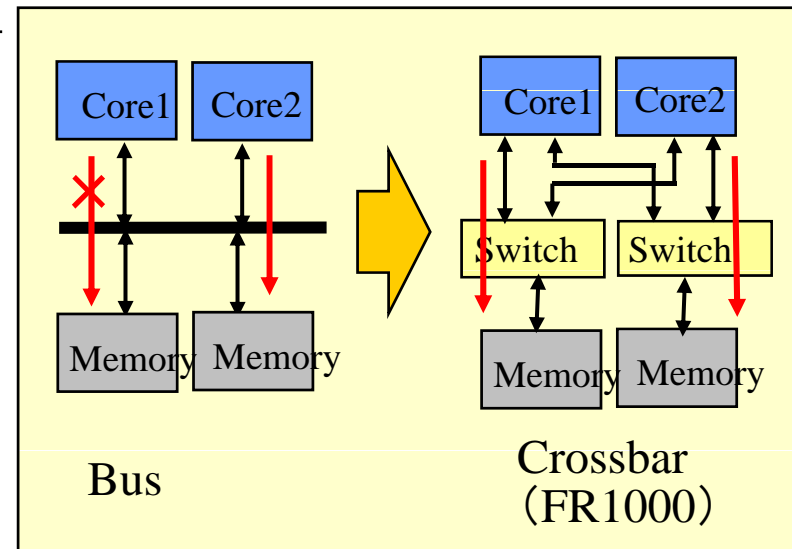 Core1 Core2
Memory Memory
Bus
Core1 Core2
Switch Switch
Memory Memory
Crossbar
（FR1000）